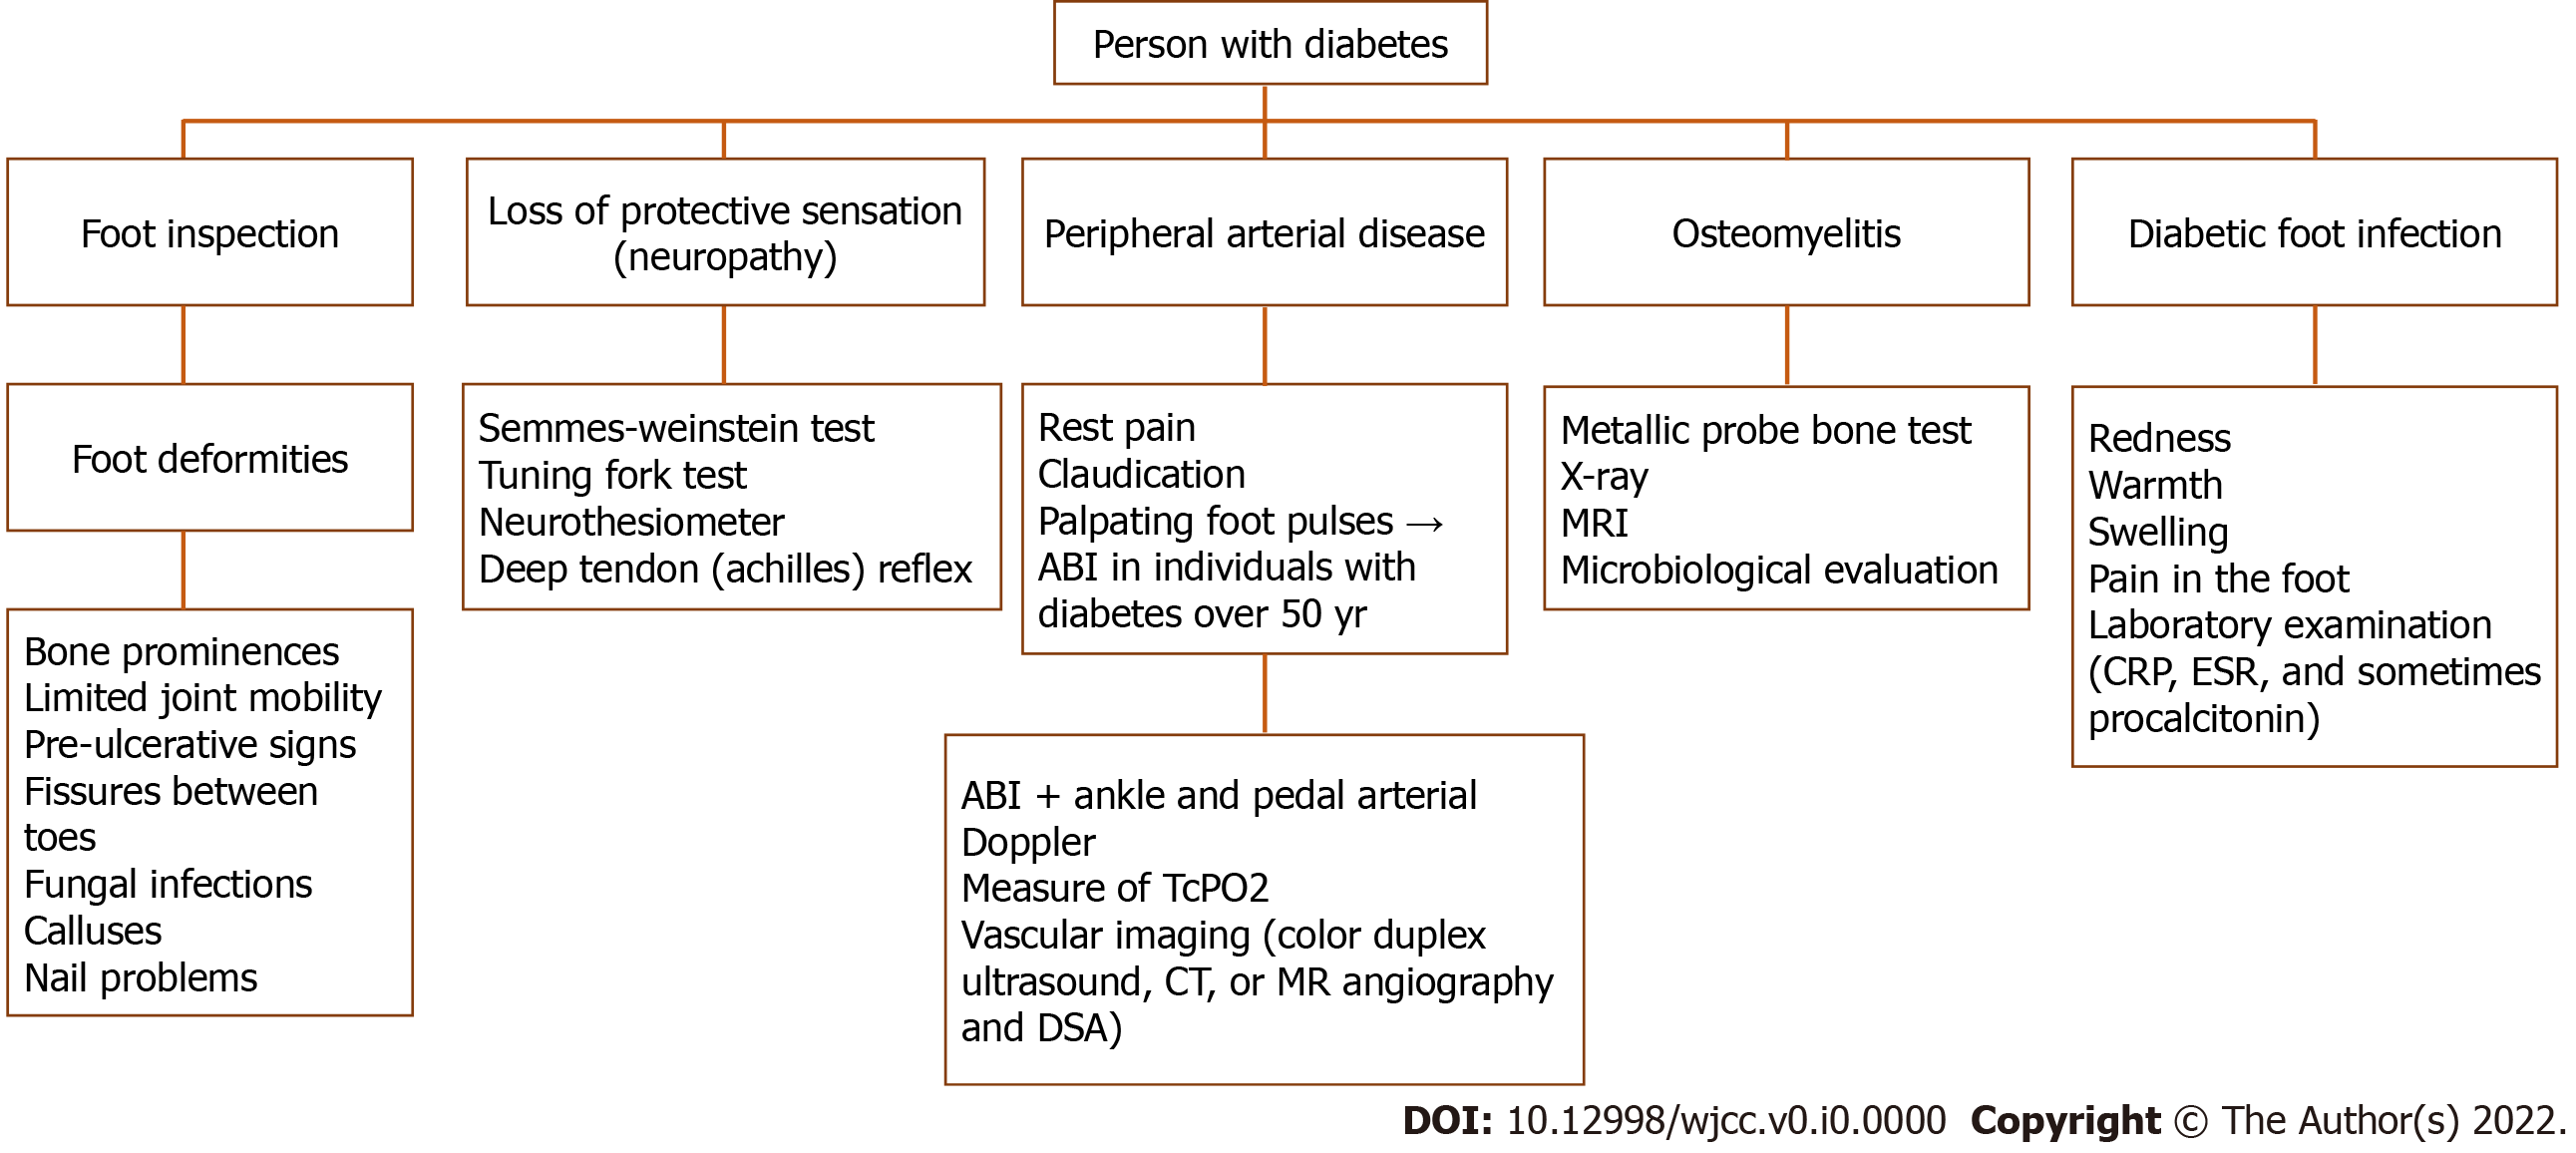 Person with diabetes
Foot inspection
Loss of protective sensation
(neuropathy)
Peripheral arterial disease
Osteomyelitis
Diabetic foot infection
Foot deformities
Semmes-weinstein test
Tuning fork test
Neurothesiometer
Deep tendon (achilles) reflex
Rest pain
Claudication
Palpating foot pulses →
ABI in individuals with
diabetes over 50 yr
Metallic probe bone test
X-ray
MRI
Microbiological evaluation
Redness
Warmth
Swelling
Pain in the foot
Laboratory examination
(CRP, ESR, and sometimes
procalcitonin)
Bone prominences
Limited joint mobility
Pre-ulcerative signs
Fissures between
toes
Fungal infections
Calluses
Nail problems
ABI + ankle and pedal arterial
Doppler
Measure of TcPO2
Vascular imaging (color duplex
ultrasound, CT, or MR angiography
and DSA)
DOI: 10.12998/wjcc.v0.i0.0000 Copyright © The Author(s) 2022.